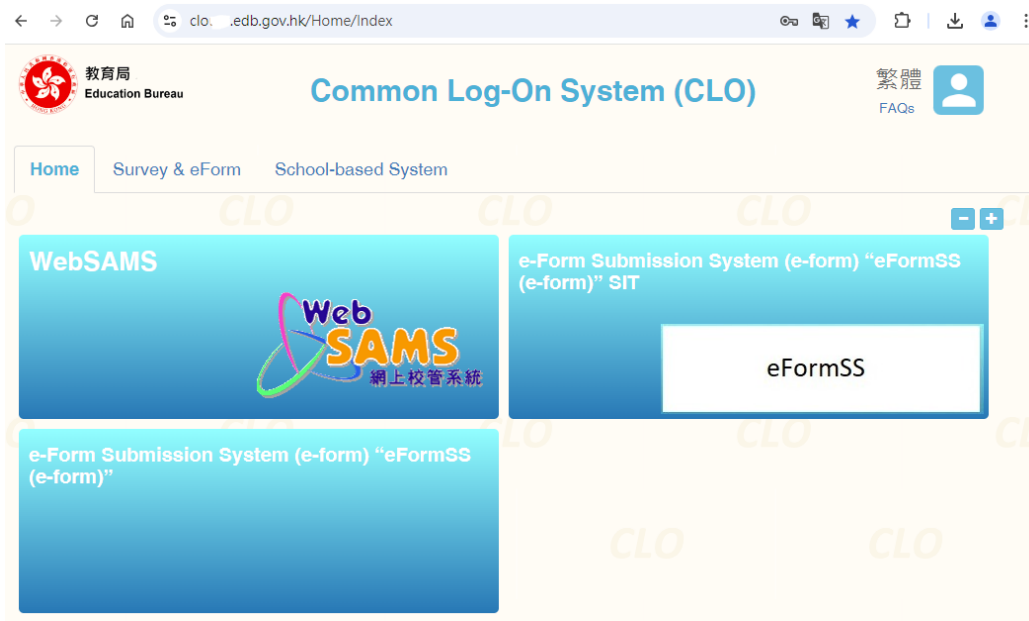 clo. .edb.gov.hk/Home/Index
教育局
Education Bureau
Common Log-On System (CLO)
繁體
FAQs
Home
Survey & eForm
School-based System
CLO CLO CLO
WebSAMS
Web
SAMS
網上校管系統
e-Form Submission System (e-form) “eFormSS
(e-form)” SIT
eFormSS
CLO CLO
e-Form Submission System (e-form) “eFormSS
(e-form)”
CLO CLO